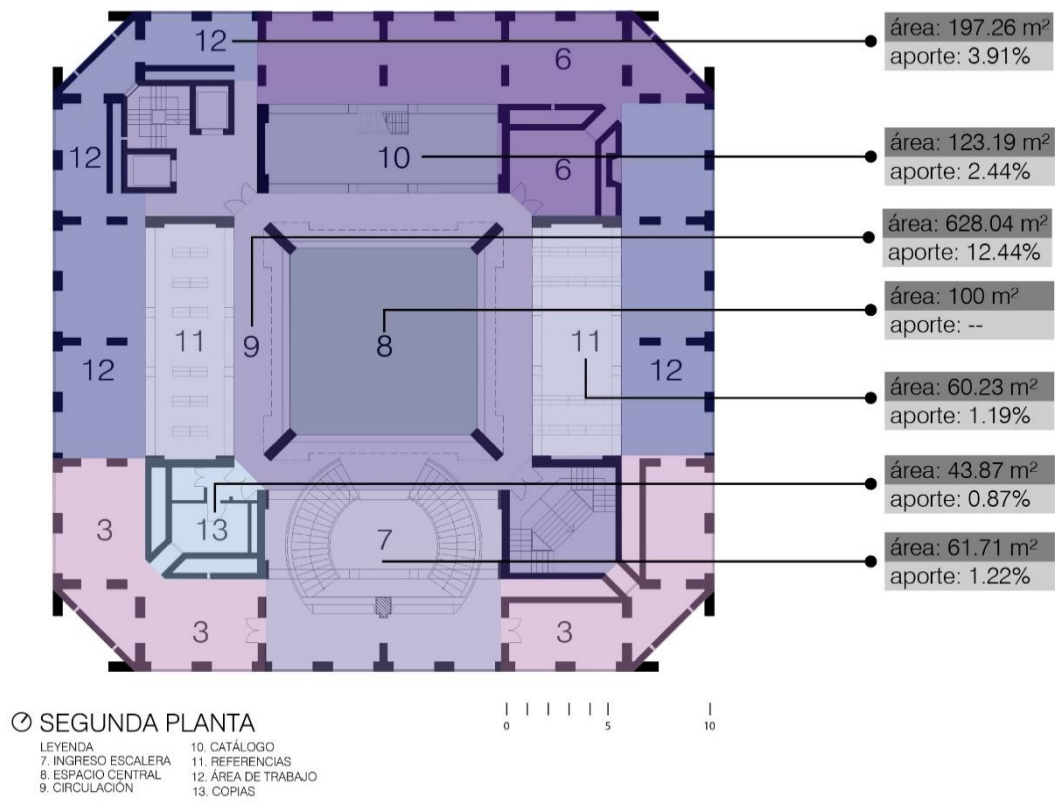 12
6
área: 197.26 m²
aporte: 3.91%
12
10
6
área: 123.19 m²
aporte: 2.44%
área: 628.04 m²
aporte: 12.44%
área: 100 m²
aporte: --
11
9
8
11
12
12
área: 60.23 m²
aporte: 1.19%
área: 43.87 m²
aporte: 0.87%
3
13
7
área: 61.71 m²
aporte: 1.22%
3
3
0 5 10
SEGUNDA PLANTA
LEYENDA
7. INGRESO ESCALERA
8. ESPACIO CENTRAL
9. CIRCULACIÓN
10. CATÁLOGO
11. REFERENCIAS
12. ÁREA DE TRABAJO
13. COPIAS